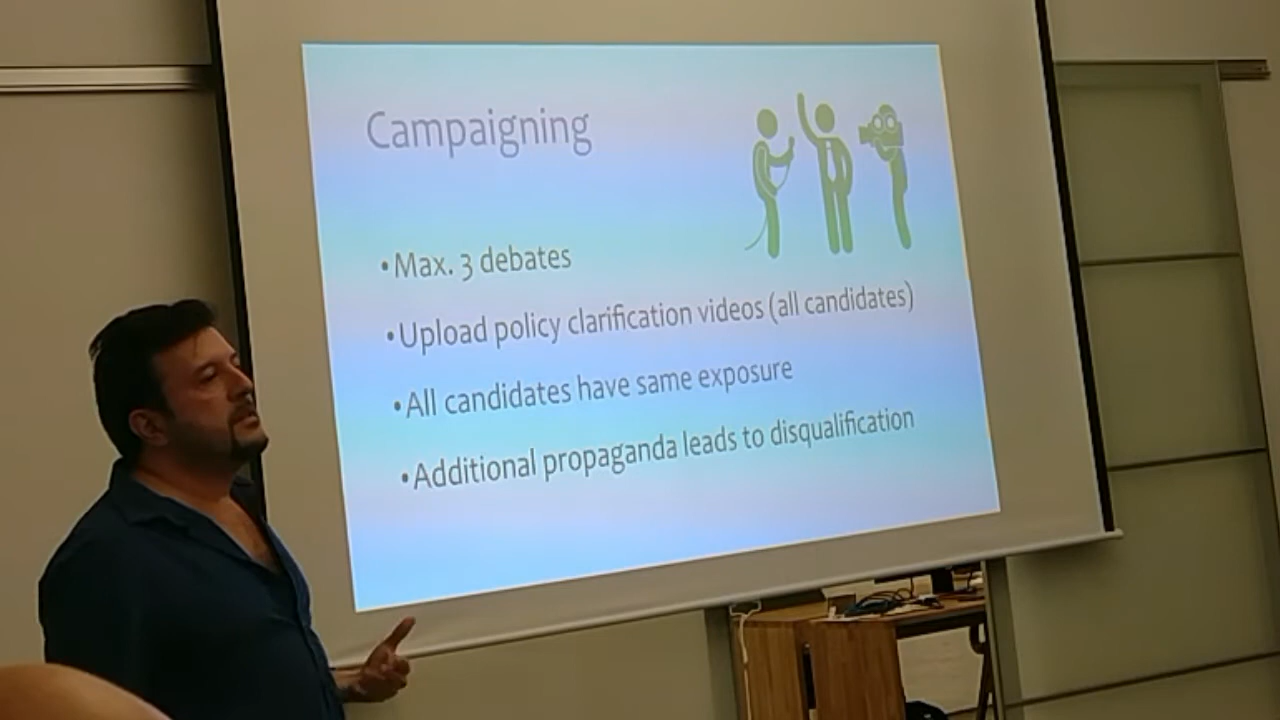 Campaigning
•Max. 3 debates
•Upload policy clarification videos (all candidates)
•All candidates have same exposure
•Additional propaganda leads to disqualification